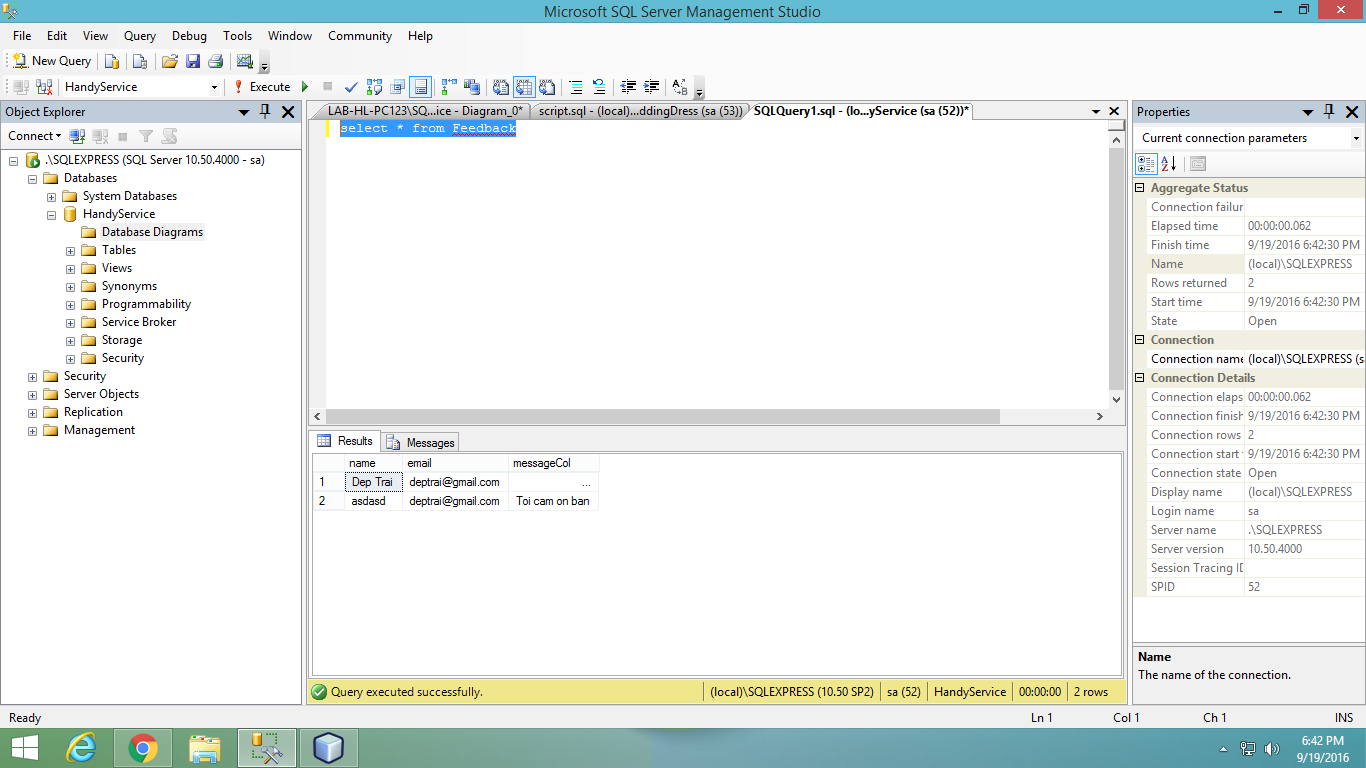 Microsoft SQL Server Management Studio
File Edit View Query Debug Tools Window Community Help
New Query
HandyService Execute
Object Explorer
Connect
.\SQLEXPRESS (SQL Server 10.50.4000 - sa)
Databases
System Databases
HandyService
Database Diagrams
Tables
Views
Synonyms
Programmability
Service Broker
Storage
Security
Security
Server Objects
Replication
Management
LAB-HL-PC123\SQ...ice - Diagram_0* script.sql - (local)...ddingDress (sa (53)) SQLQuery1.sql - (lo...yService (sa (52))*
select * from Feedback
Results Messages
name email messageCol
1 Dep Trai deptrai@gmail.com ...
2 asdasd deptrai@gmail.com Toi cam on ban
Query executed successfully. (local)\SQLEXPRESS (10.50 SP2) sa (52) HandyService 00:00:00 2 rows
Properties
Current connection parameters
Aggregate Status
Connection failur
Elapsed time 00:00:00.062
Finish time 9/19/2016 6:42:30 PM
Name (local)\SQLEXPRESS
Rows returned 2
Start time 9/19/2016 6:42:30 PM
State Open
Connection
Connection name (local)\SQLEXPRESS (s
Connection Details
Connection elaps 00:00:00.062
Connection finish 9/19/2016 6:42:30 PM
Connection rows 2
Connection start 9/19/2016 6:42:30 PM
Connection state Open
Display name (local)\SQLEXPRESS
Login name sa
Server name .\SQLEXPRESS
Server version 10.50.4000
Session Tracing ID
SPID 52
Name
The name of the connection.
Ready Ln 1 Col 1 Ch 1 INS
6:42 PM
9/19/2016